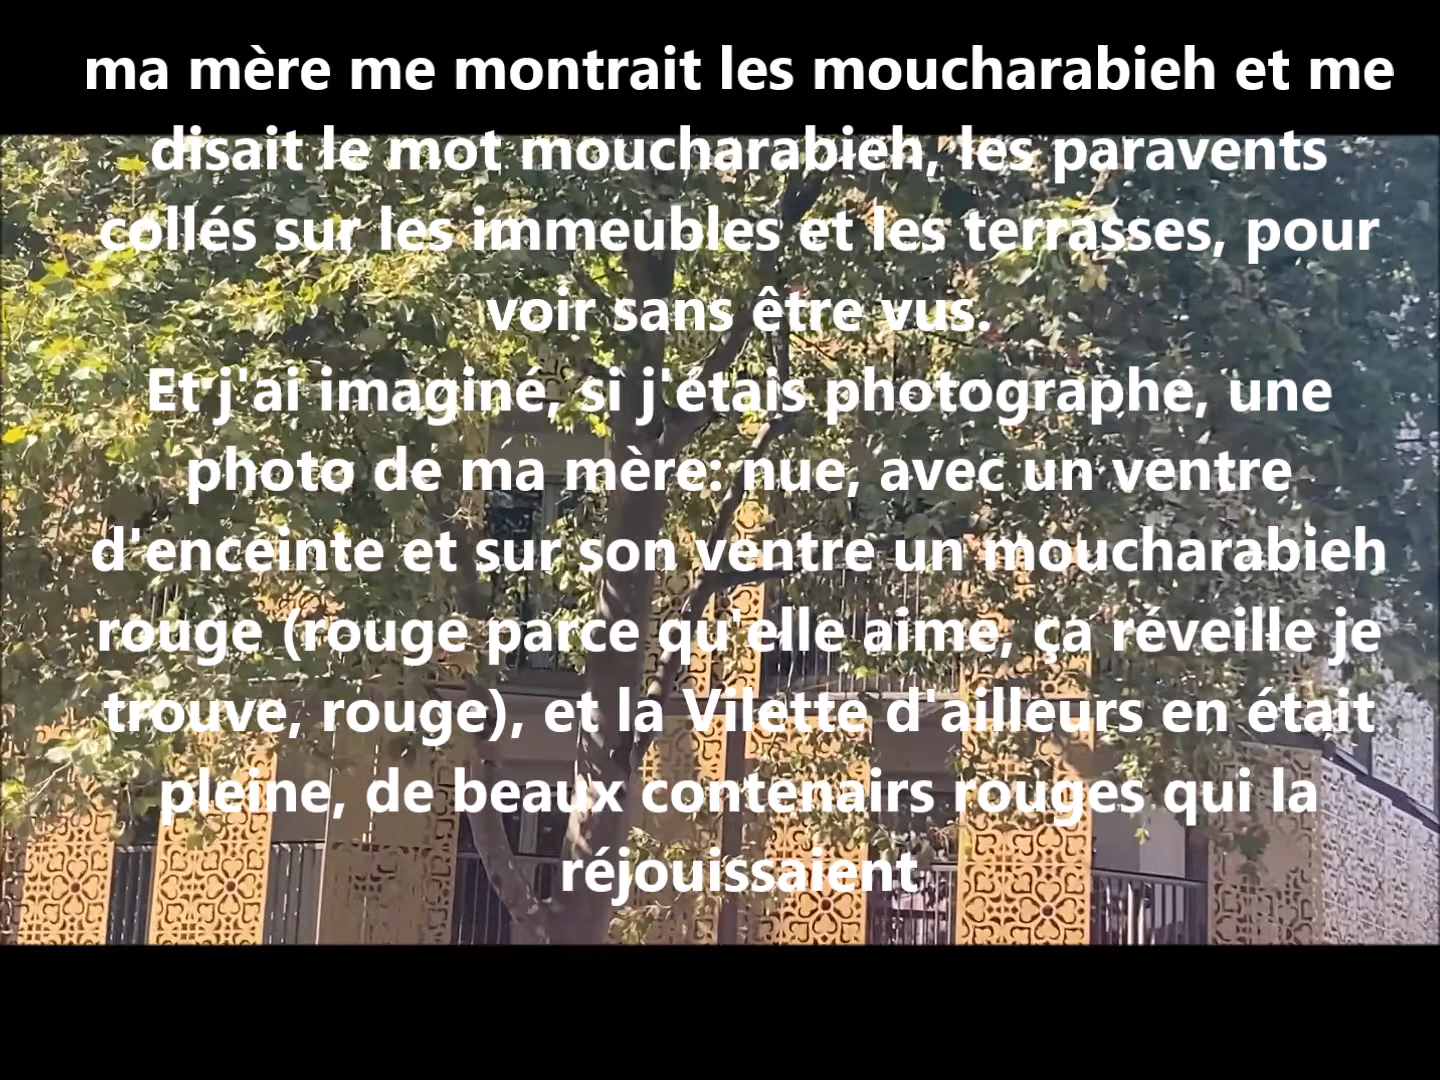 ma mère me montrait les moucharabieh et me
disait le mot moucharabieh, les paravents
collés sur les immeubles et les terrasses, pour
voir sans être vus.
Et j'ai imaginé, si j'étais photographe, une
photo de ma mère: nue, avec un ventre
d'enceinte et sur son ventre un moucharabieh
rouge (rouge parce qu'elle aime, ça réveille je
trouve, rouge), et la Vilette d'ailleurs en était
pleine, de beaux contenairs rouges qui la
réjouissaient